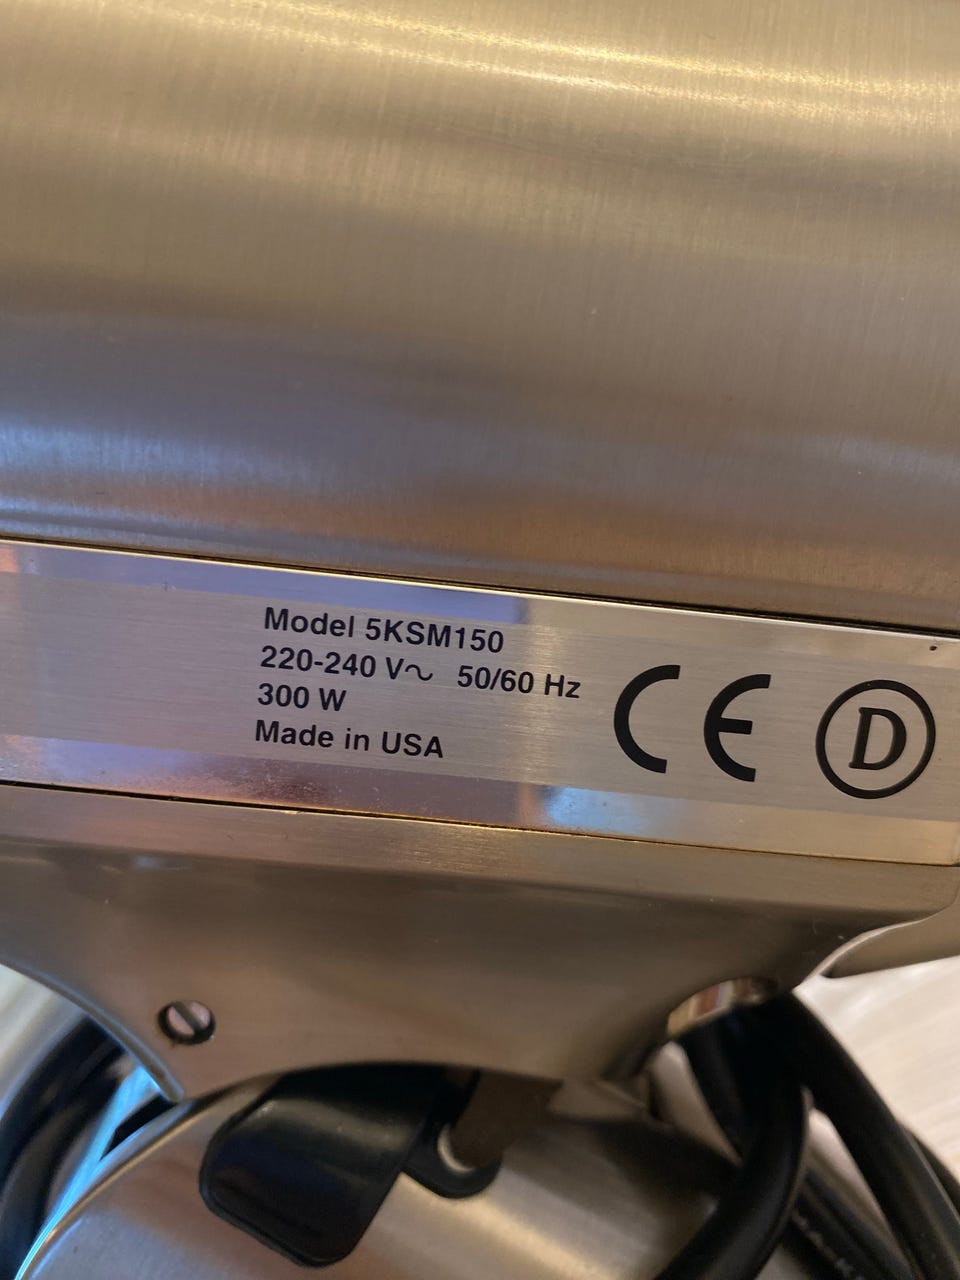 Model 5KSM150
220-240 V~ 50/60 Hz
300 W
Made in USA
CE D